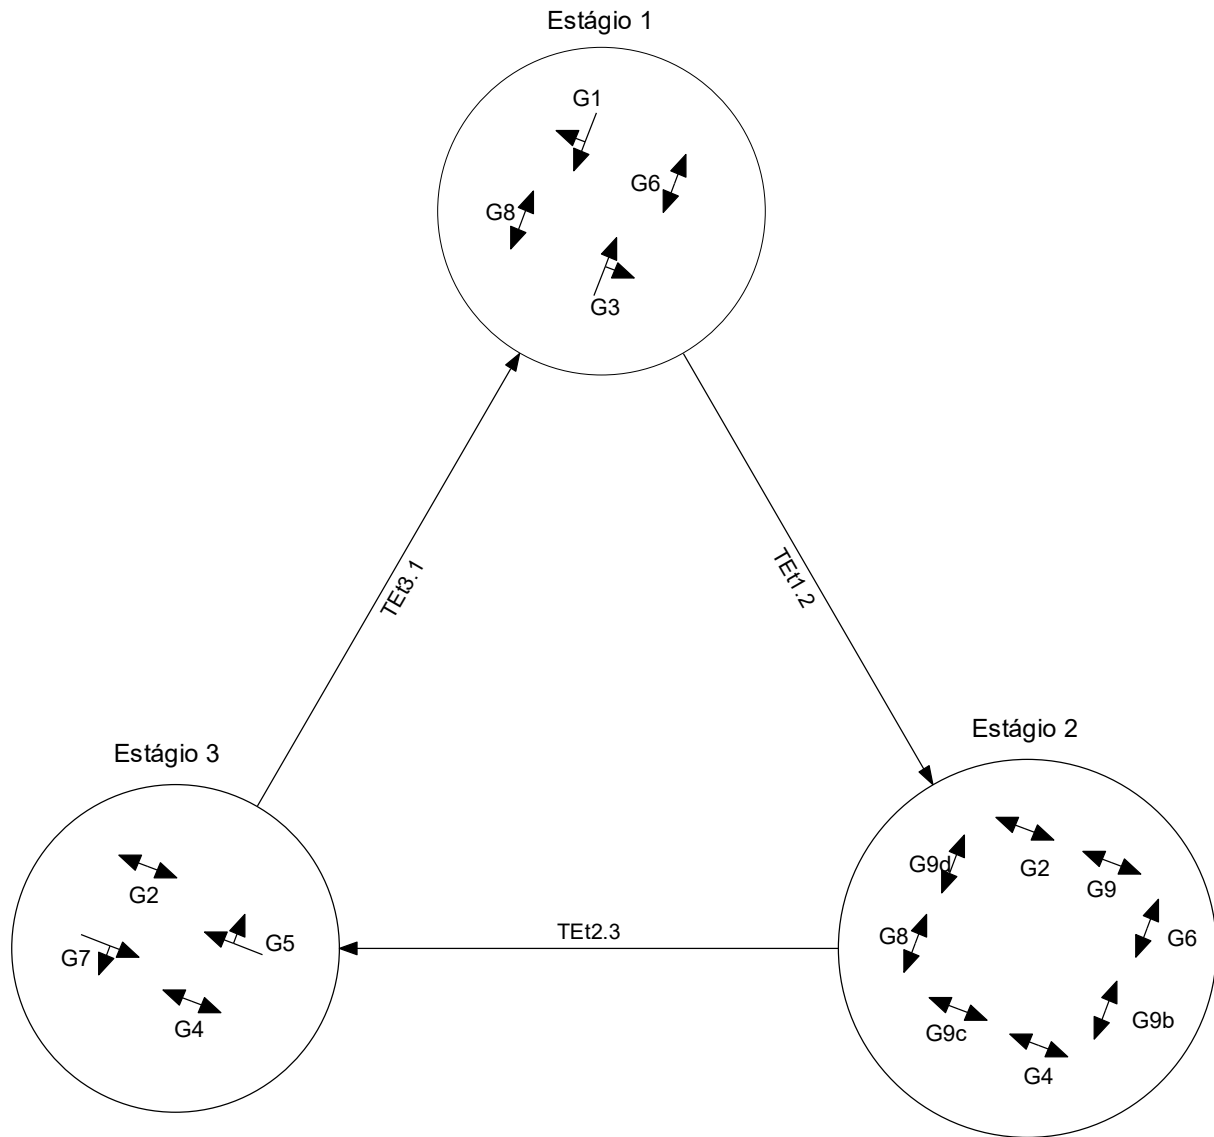 Estágio 1
G1
G6
G8
G3
TEt3.1
TEt1.2
Estágio 3
Estágio 2
G2
G7
G5
G4
TEt2.3
G9d
G2
G9
G8
G6
G9c
G9b
G4